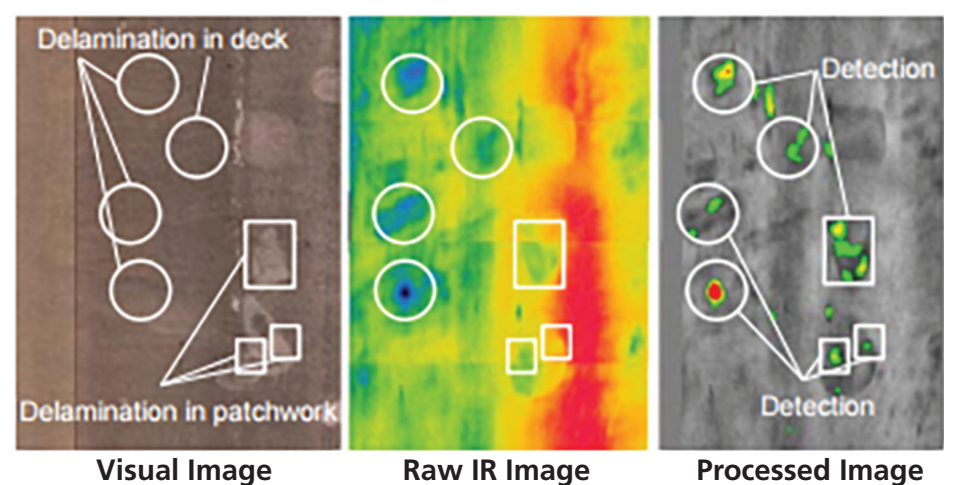 Delamination in deck
Detection
Delamination in patchwork
Detection
Visual Image
Raw IR Image
Processed Image